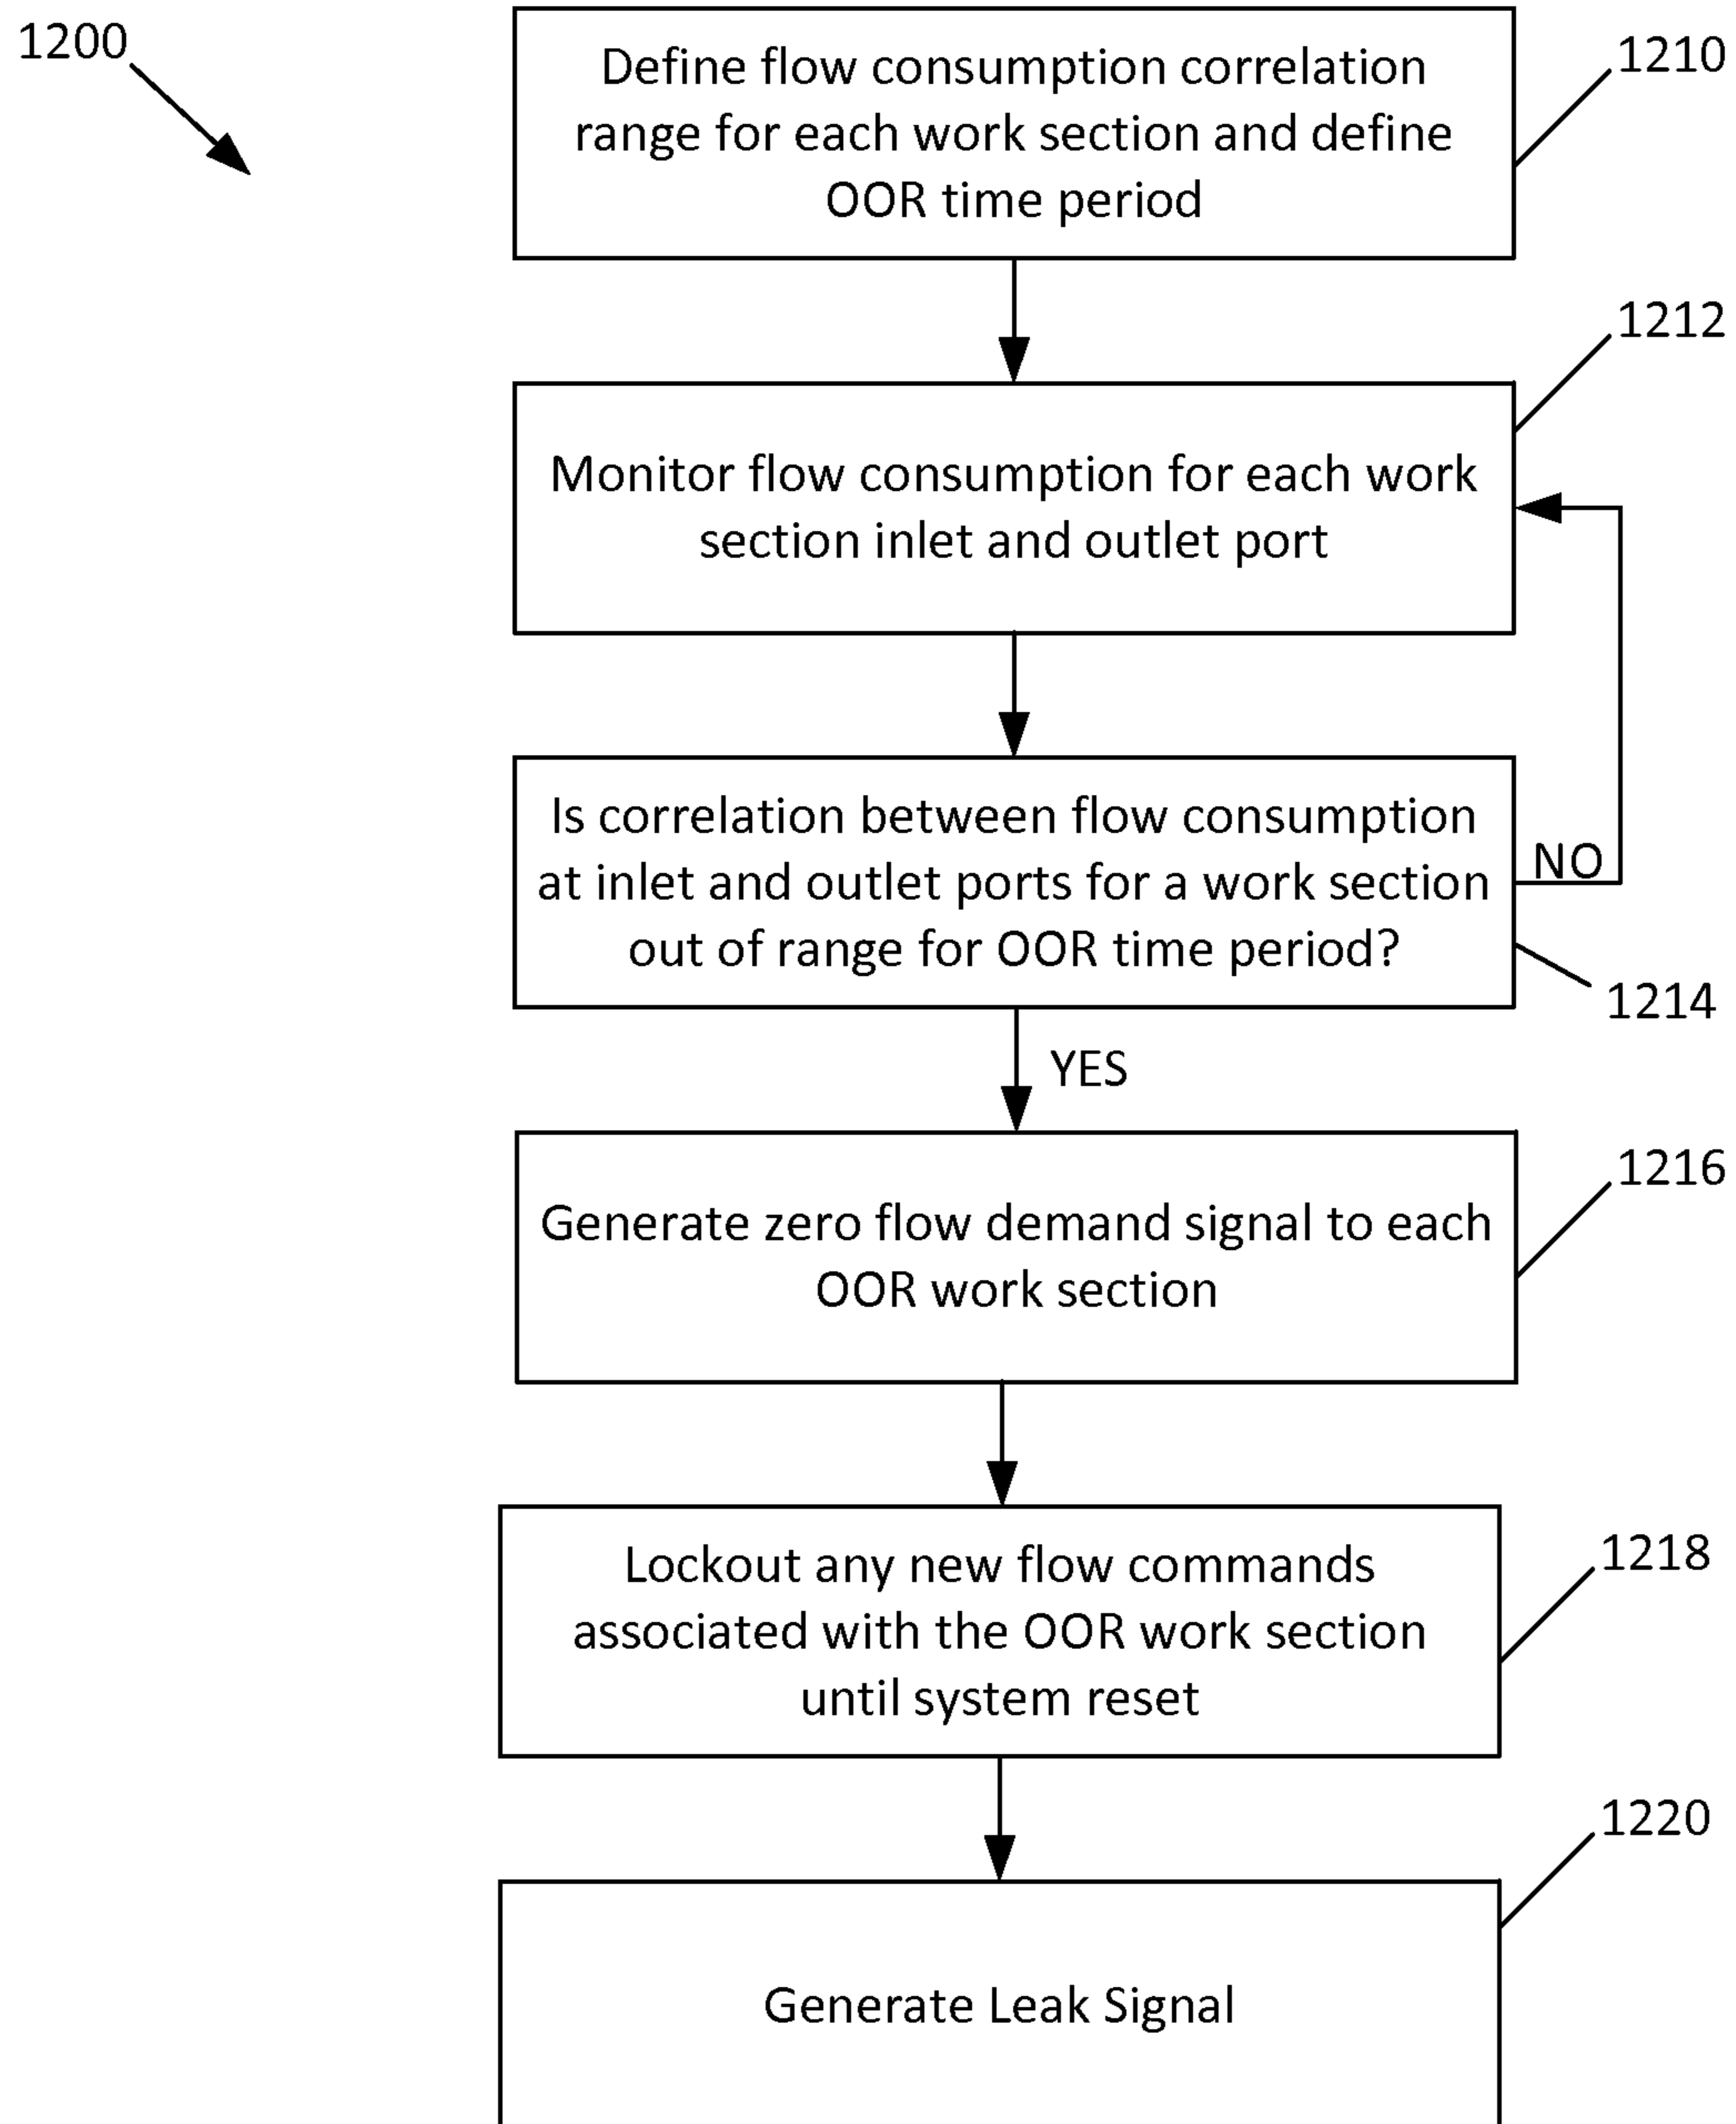 1200
1210
Define flow consumption correlation
range for each work section and define
OOR time period
1212
Monitor flow consumption for each work
section inlet and outlet port
Is correlation between flow consumption
at inlet and outlet ports for a work section
out of range for OOR time period?
NO
1214
YES
1216
Generate zero flow demand signal to each
OOR work section
1218
Lockout any new flow commands
associated with the OOR work section
until system reset
1220
Generate Leak Signal